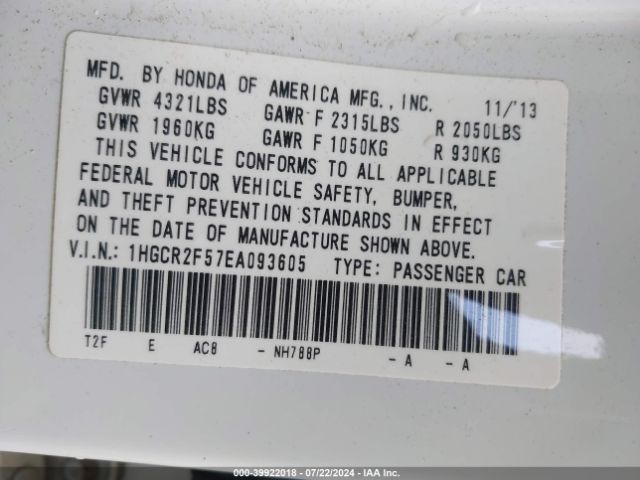 MFD. BY HONDA OF AMERICA MFG., INC. 11/'13
GVWR 4321LBS GAWR F 2315LBS R 2050LBS
GVWR 1960KG GAWR F 1050KG R 930KG
THIS VEHICLE CONFORMS TO ALL APPLICABLE
FEDERAL MOTOR VEHICLE SAFETY, BUMPER,
AND THEFT PREVENTION STANDARDS IN EFFECT
ON THE DATE OF MANUFACTURE SHOWN ABOVE.
V.I.N.: 1HGCR2F57EA093605 TYPE: PASSENGER CAR
T2F E AC8 - NH788P - A - A
000-39922018 - 07/22/2024 - IAA